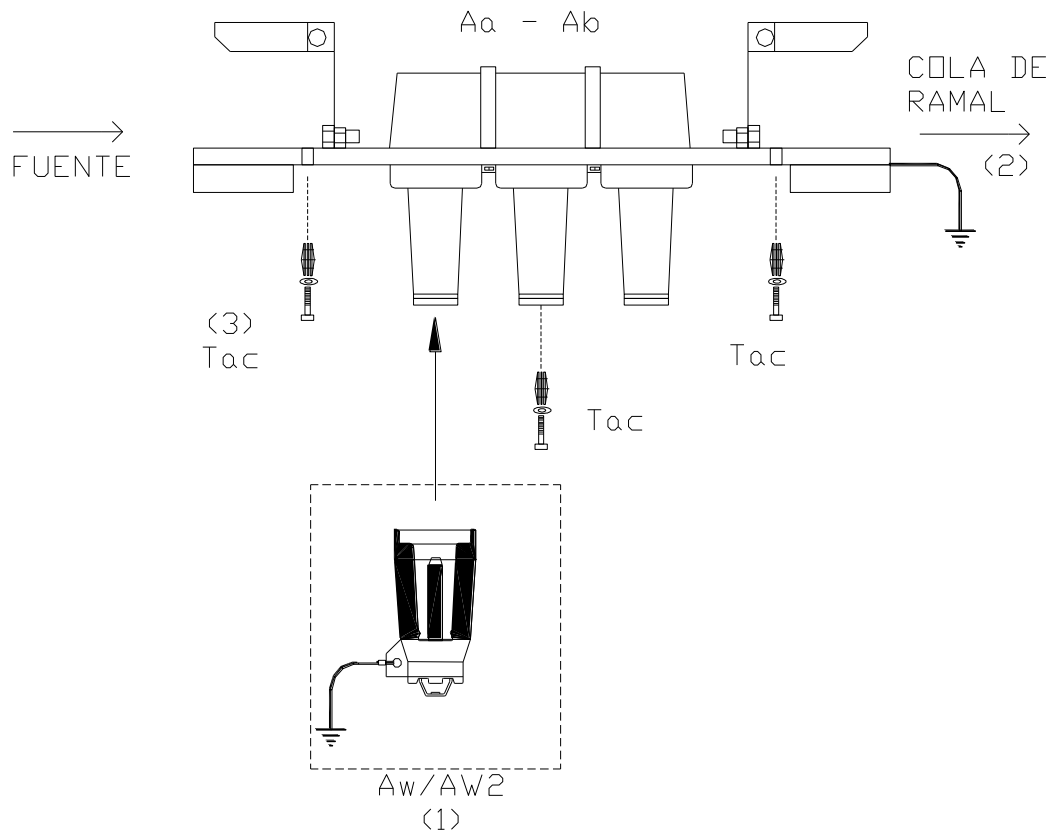 Aa - Ab
COLA DE
RAMAL
(2)
FUENTE
(3)
Tac
Tac
Tac
Aw/AW2
(1)